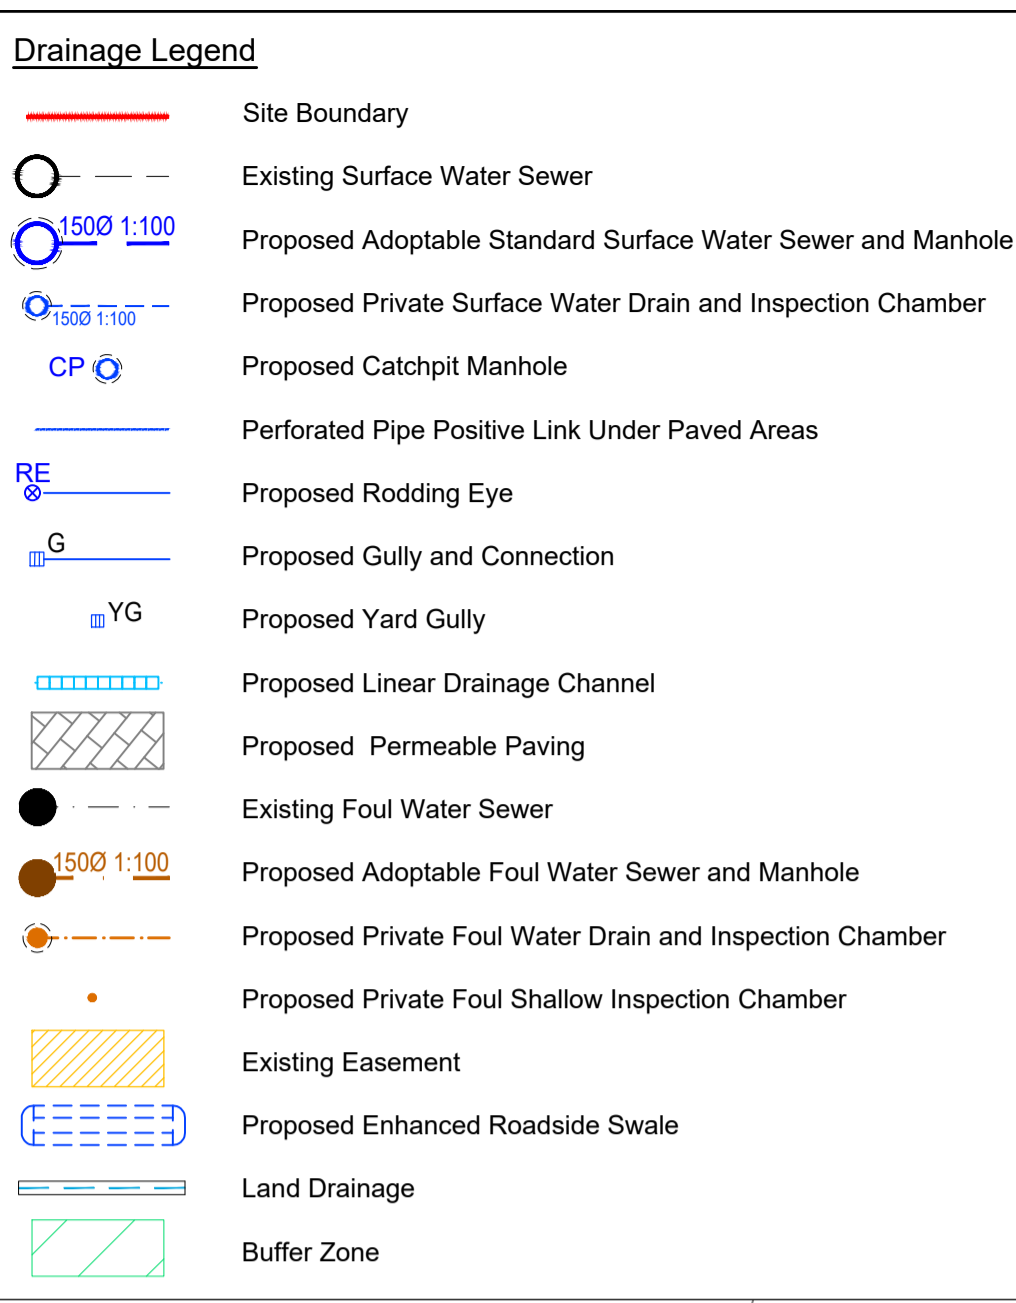 Drainage Legend
Site Boundary
Existing Surface Water Sewer
150Ø 1:100
Proposed Adoptable Standard Surface Water Sewer and Manhole
150Ø 1:100
Proposed Private Surface Water Drain and Inspection Chamber
CP
Proposed Catchpit Manhole
Perforated Pipe Positive Link Under Paved Areas
RE
Proposed Rodding Eye
G
Proposed Gully and Connection
YG
Proposed Yard Gully
Proposed Linear Drainage Channel
Proposed Permeable Paving
Existing Foul Water Sewer
150Ø 1:100
Proposed Adoptable Foul Water Sewer and Manhole
Proposed Private Foul Water Drain and Inspection Chamber
Proposed Private Foul Shallow Inspection Chamber
Existing Easement
Proposed Enhanced Roadside Swale
Land Drainage
Buffer Zone